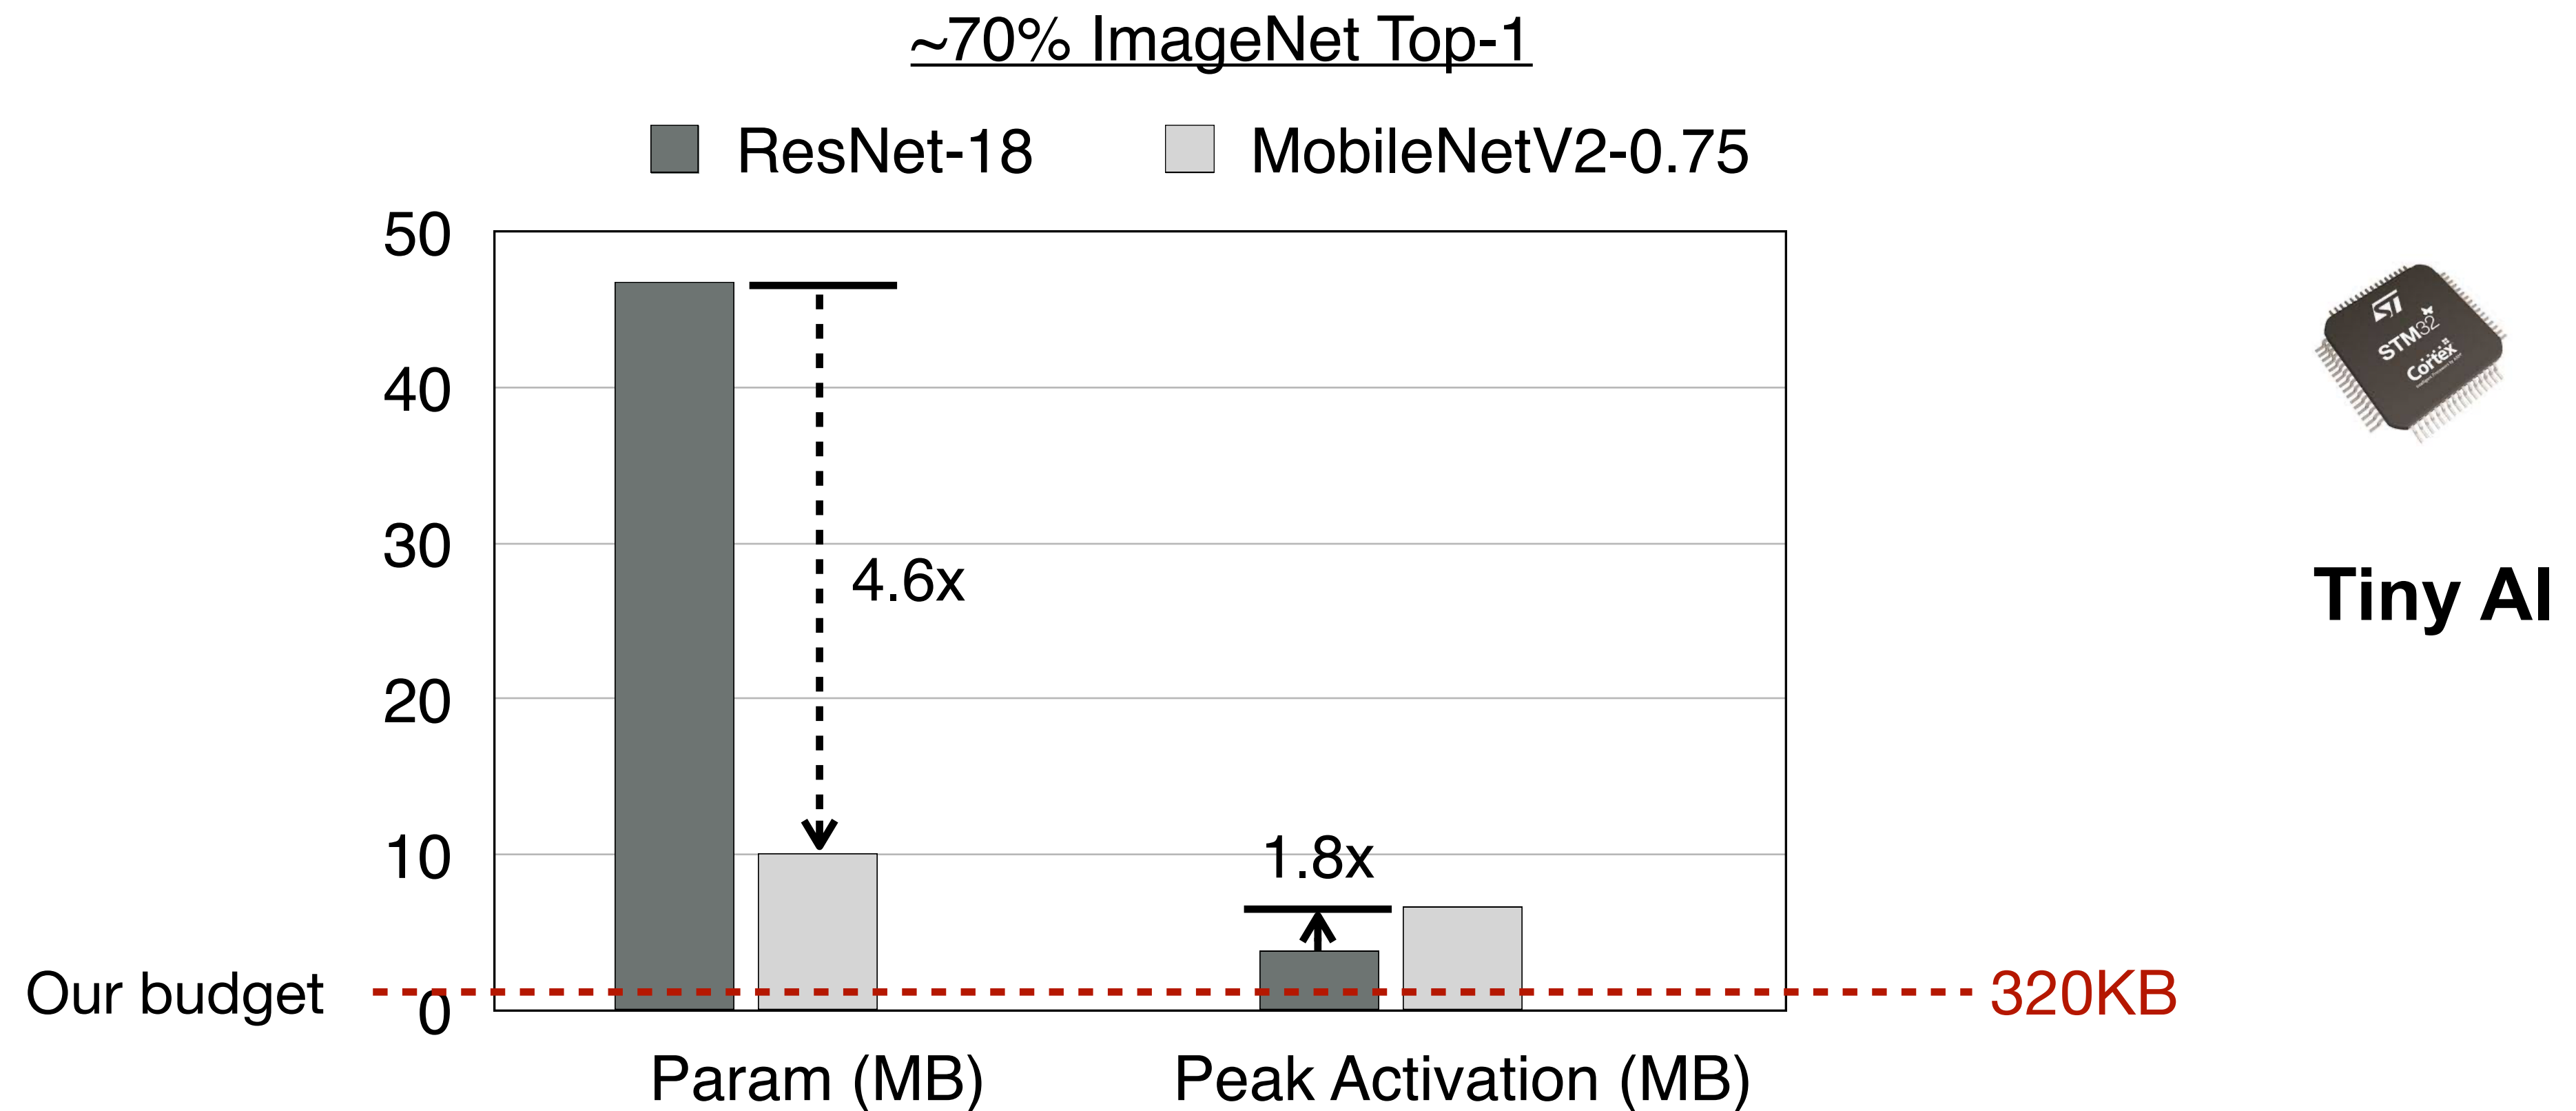 ~70% ImageNet Top-1
ResNet-18
MobileNetV2-0.75
50
40
30
20
10
0
4.6x
1.8x
Our budget
320KB
Param (MB)
Peak Activation (MB)
ST
STM32
Cortex
Tiny AI